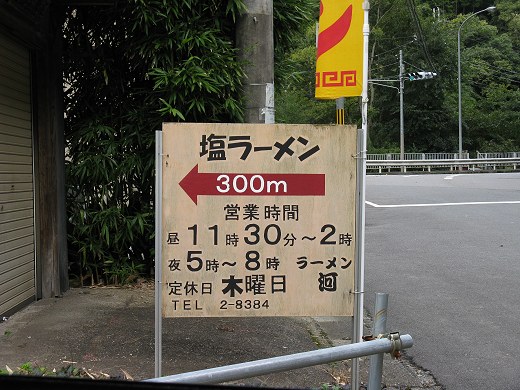 塩ラーメン
300m
営業時間
昼 11時30分～2時
夜 5時～8時 ラーメン
定休日 木曜日 河
TEL 2-8384